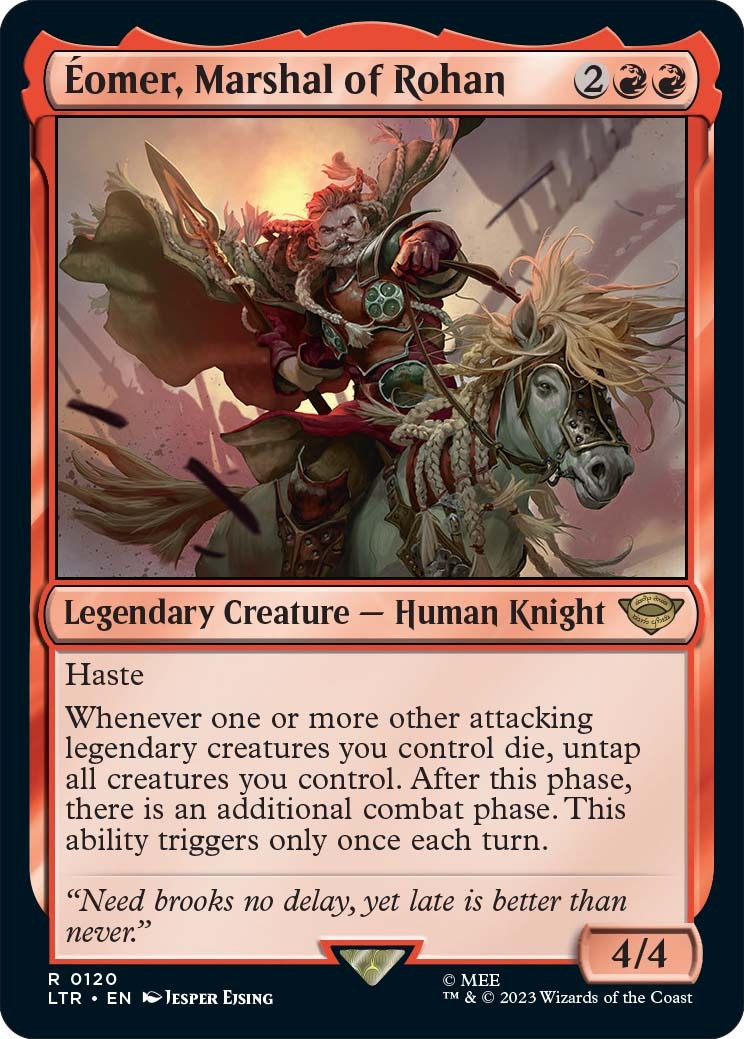 Éomer, Marshal of Rohan 2
Legendary Creature — Human Knight
Haste
Whenever one or more other attacking
legendary creatures you control die, untap
all creatures you control. After this phase,
there is an additional combat phase. This
ability triggers only once each turn.
“Need brooks no delay, yet late is better than
never.”
4/4
R 0120
LTR • EN Jesper Ejsing
© MEE
™ & © 2023 Wizards of the Coast